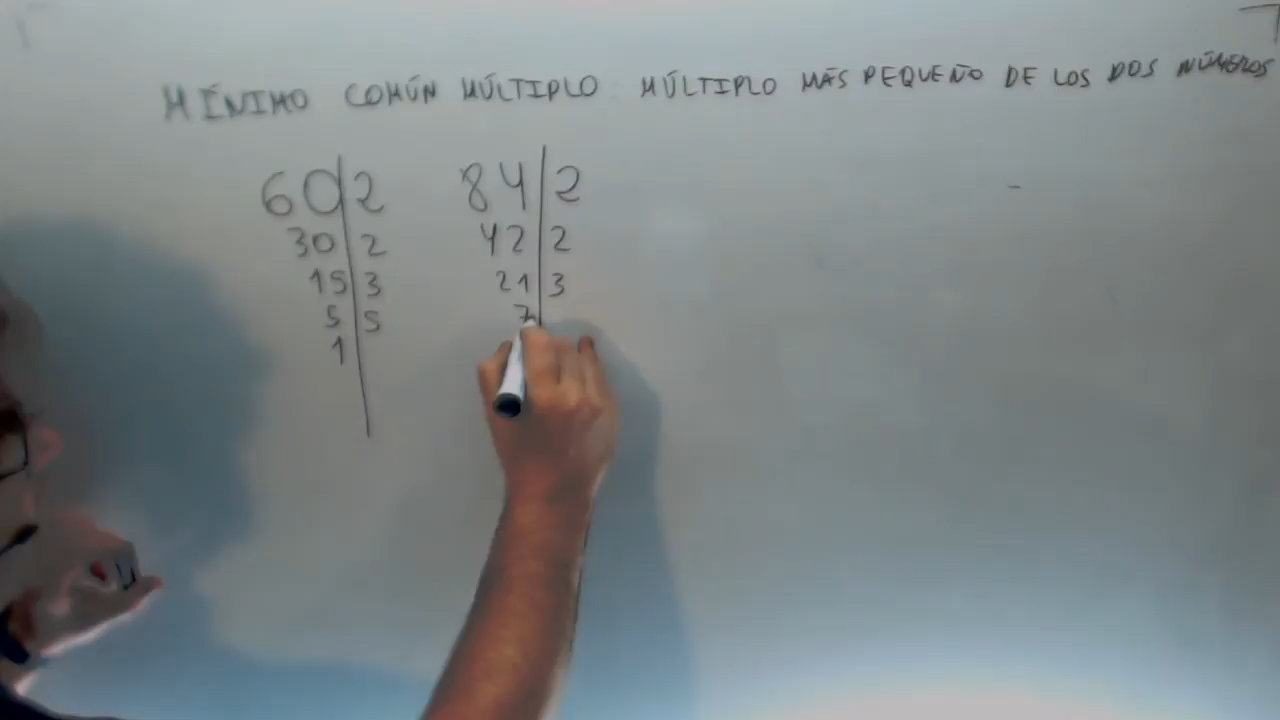 MÍNIMO COMÚN MÚLTIPLO : MÚLTIPLO MÁS PEQUEÑO DE LOS DOS NÚMEROS
60 2 84 2
30 2 42 2
15 3 21 3
5 5 7
1